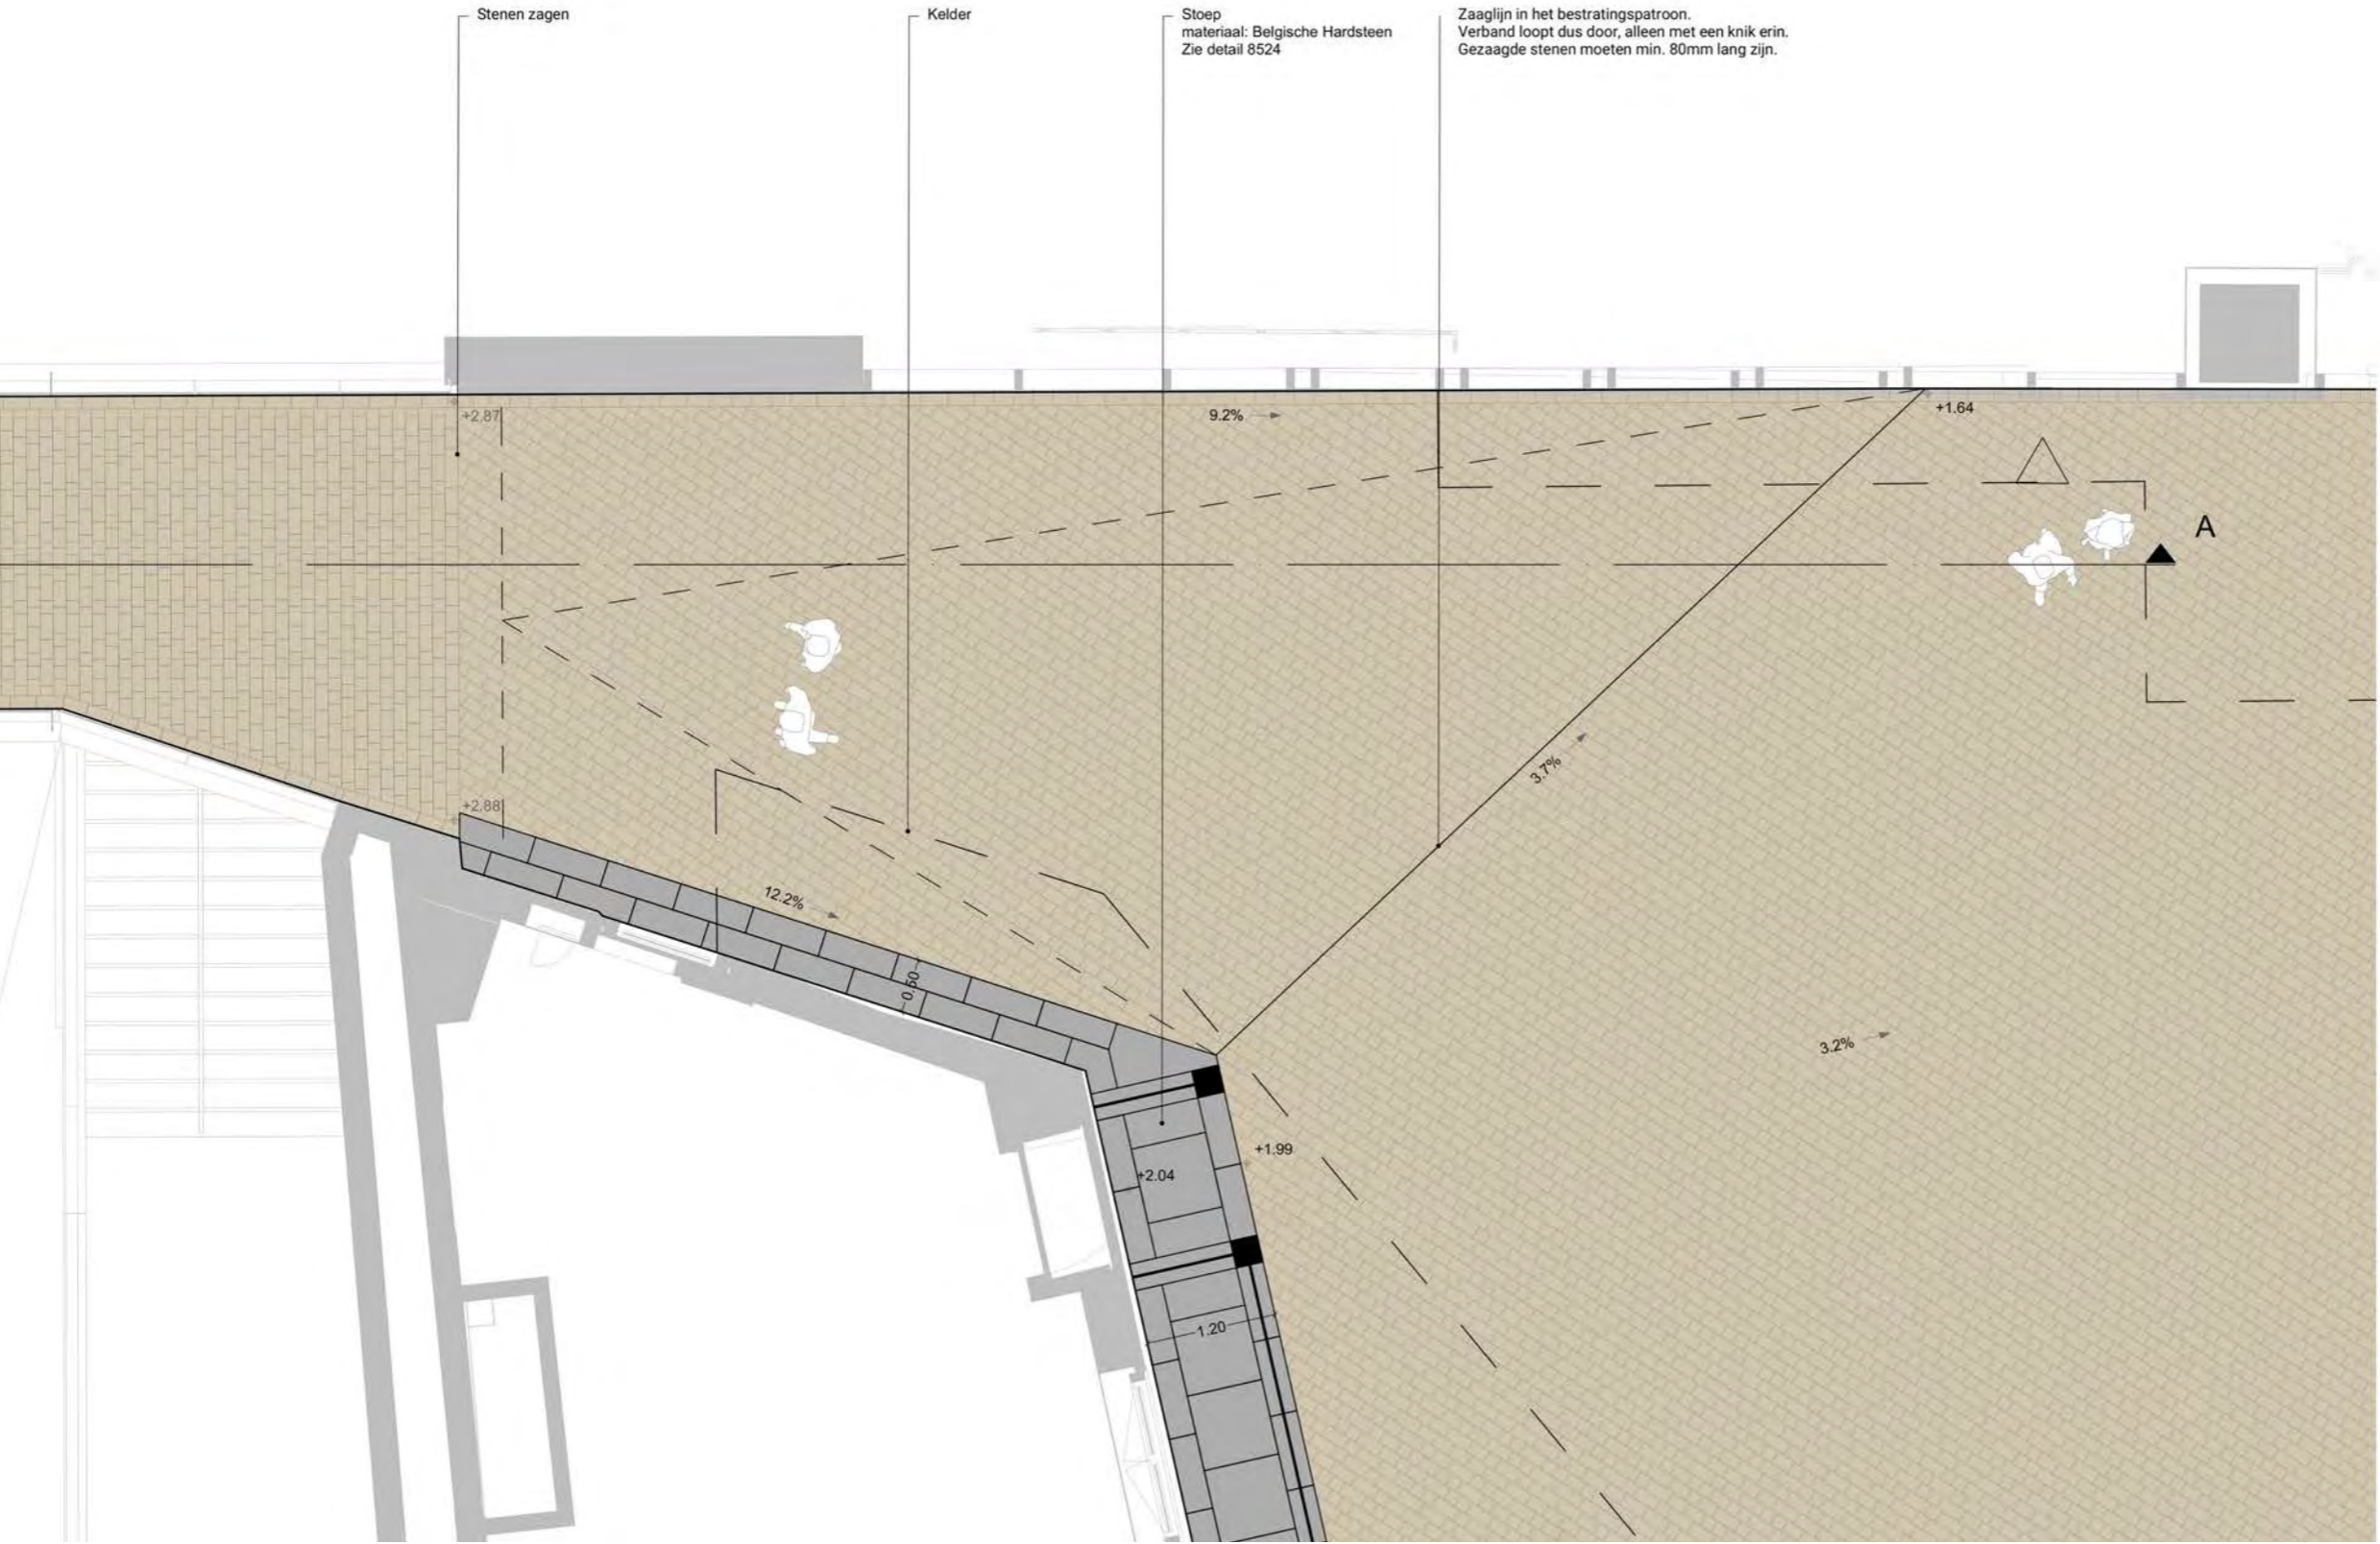 Stenen zagen
Kelder
Stoep
materiaal: Belgische Hardsteen
Zie detail 8524
Zaaglijn in het bestratingspatroon.
Verband loopt dus door, alleen met een knik erin.
Gezaagde stenen moeten min. 80mm lang zijn.
+2.87
9.2%
+1.64
A
3.7%
+2.88
12.2%
0.60
3.2%
+1.99
+2.04
1.20